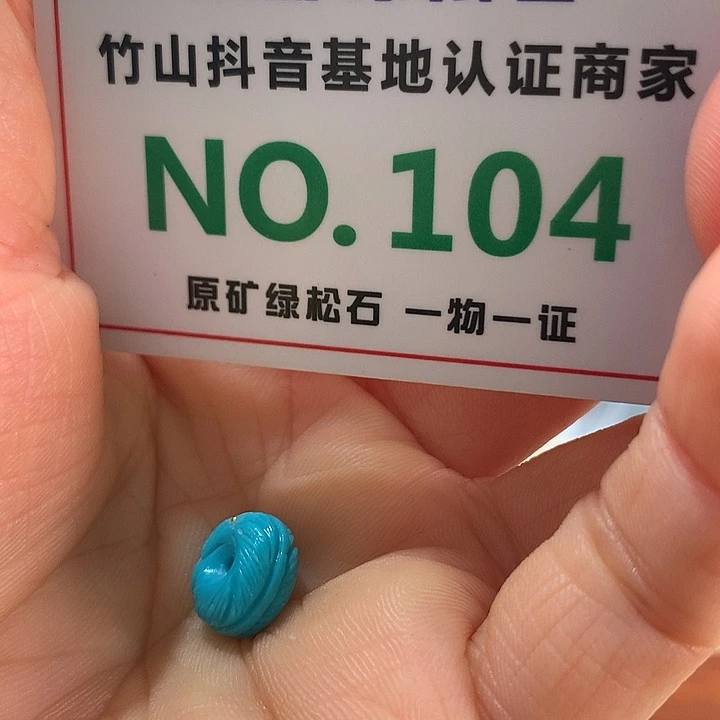 竹山抖音基地认证商家
NO.104
原矿绿松石 一物一证